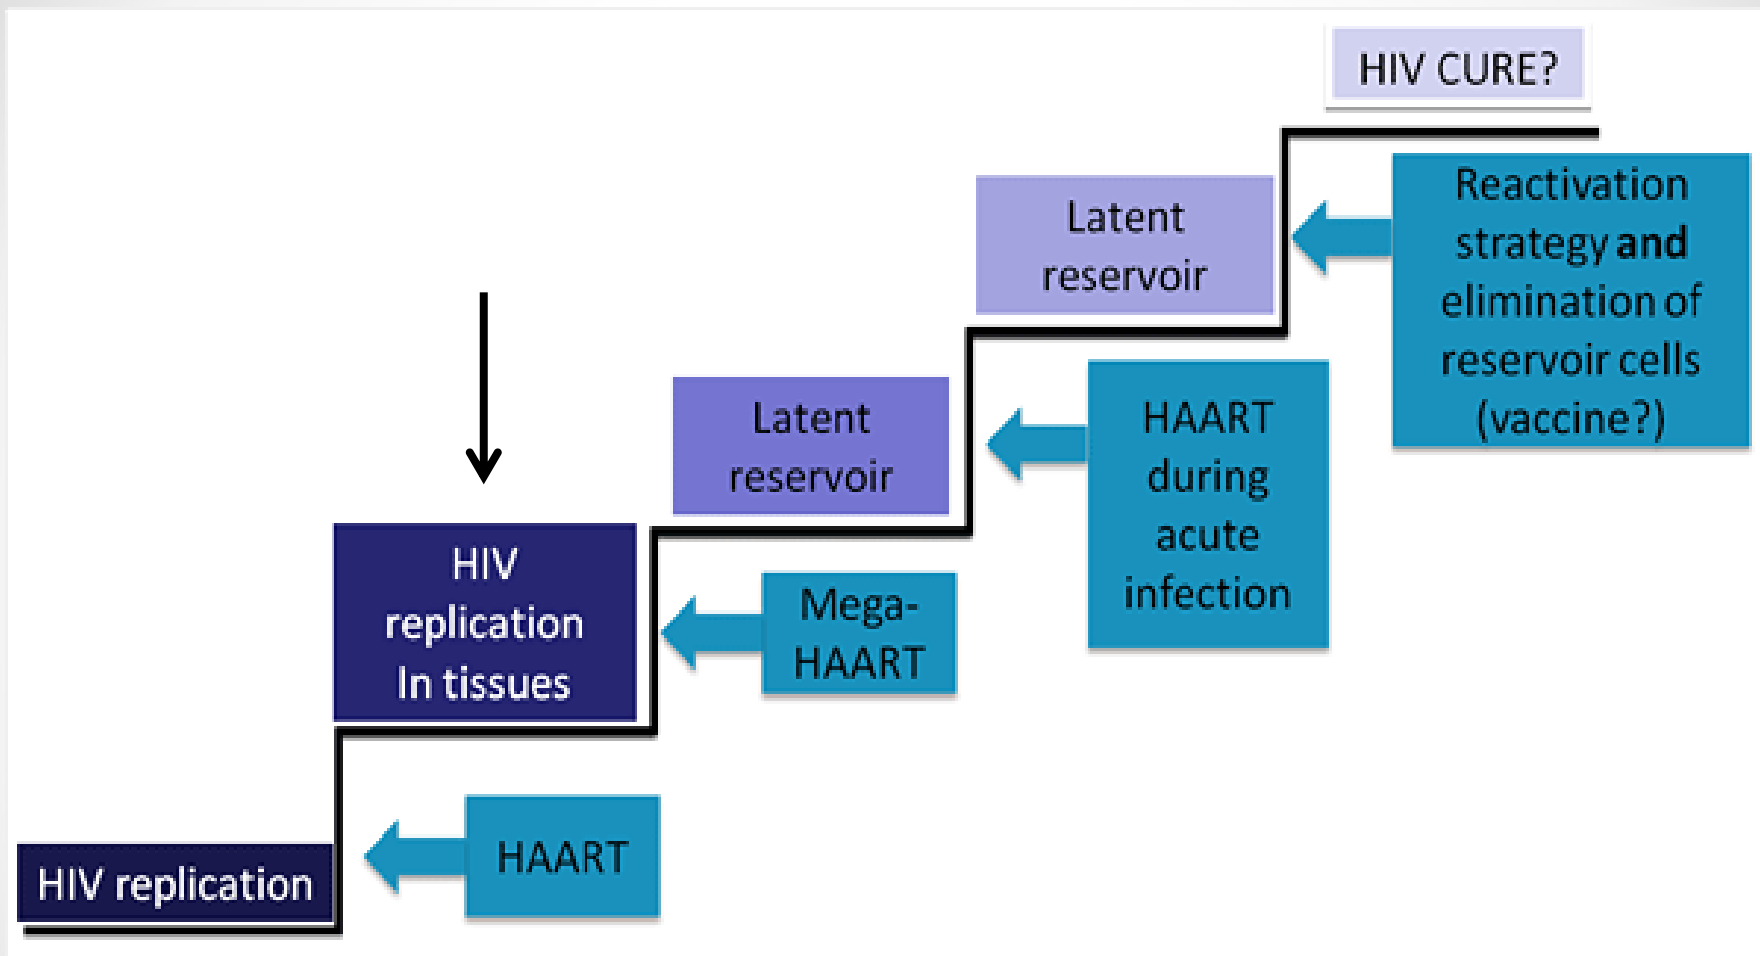 HIV CURE?
Reactivation
strategy and
elimination of
reservoir cells
(vaccine?)
Latent
reservoir
HAART
during
acute
infection
Latent
reservoir
Mega-
HAART
HIV
replication
In tissues
HAART
HIV replication